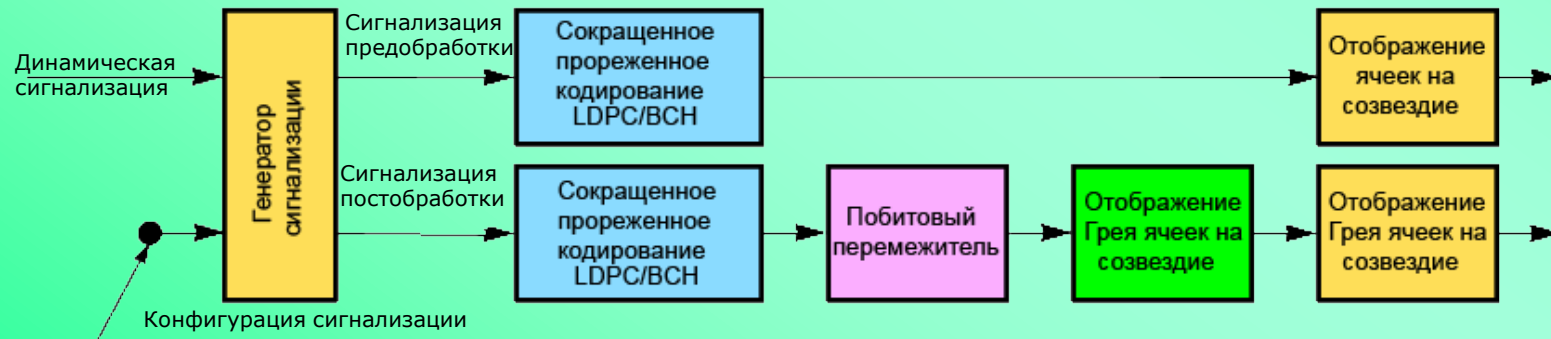 Динамическая
сигнализация
Генератор
сигнализации
Сигнализация
предобработки
Сокращенное
прореженное
кодирование
LDPC/BCH
Отображение
ячеек на
созвездие
Сигнализация
постобработки
Сокращенное
прореженное
кодирование
LDPC/BCH
Побитовый
перемежитель
Отображение
Грея ячеек на
созвездие
Отображение
Грея ячеек на
созвездие
Конфигурация сигнализации